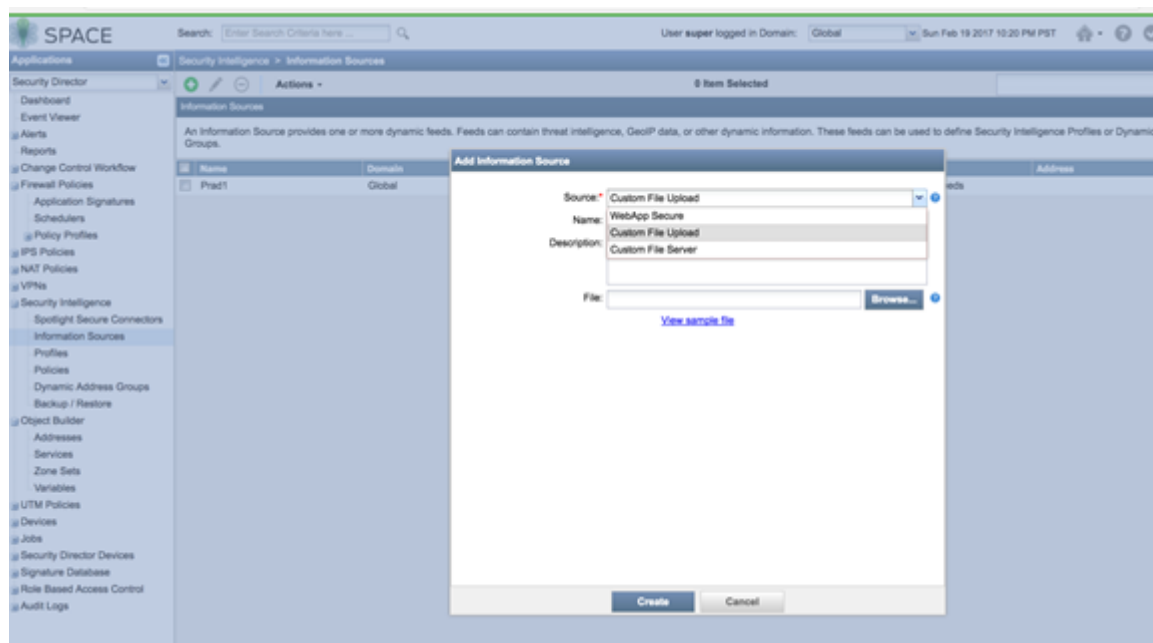 SPACE
Search: Enter Search Criteria here ...
User super logged in Domain: Global
Sun Feb 19 2017 10:20 PM PST
Applications
Security Intelligence > Information Sources
Security Director
Actions
0 Item Selected
Dashboard
Event Viewer
Alerts
Reports
Change Control Workflow
Firewall Policies
Application Signatures
Schedulers
Policy Profiles
IPS Policies
NAT Policies
VPNs
Security Intelligence
Spotlight Secure Connectors
Information Sources
Profiles
Policies
Dynamic Address Groups
Backup / Restore
Object Builder
Addresses
Services
Zone Sets
Variables
UTM Policies
Devices
Jobs
Security Director Devices
Signature Database
Role Based Access Control
Audit Logs
Information Sources
An Information Source provides one or more dynamic feeds. Feeds can contain threat intelligence, GeoIP data, or other dynamic information. These feeds can be used to define Security Intelligence Profiles or Dynamic
Groups.
Name Domain Address
Prad1 Global eds
Add Information Source
Source:* Custom File Upload
Name:
WebApp Secure
Custom File Upload
Description:
Custom File Server
File: Browse...
View sample file
Create Cancel